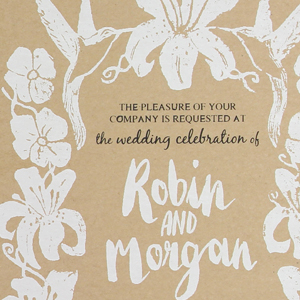 THE PLEASURE OF YOUR
COMPANY IS REQUESTED AT
the wedding celebration of
Robin
AND
Morgan